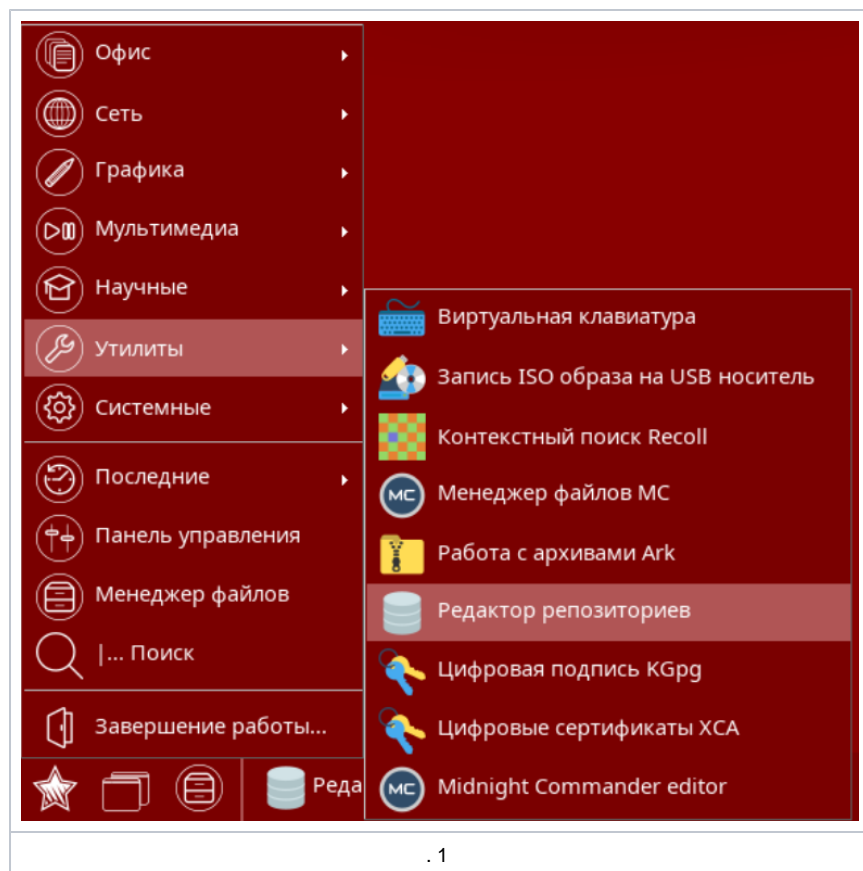 Офис
Сеть
Графика
Мультимедиа
Научные
Утилиты
Системные
Последние
Панель управления
Менеджер файлов
|... Поиск
Завершение работы...
Реда
Виртуальная клавиатура
Запись ISO образа на USB носитель
Контекстный поиск Recoll
MC Менеджер файлов MC
Работа с архивами Ark
Редактор репозиториев
Цифровая подпись KGpg
Цифровые сертификаты XCA
MC Midnight Commander editor
. 1